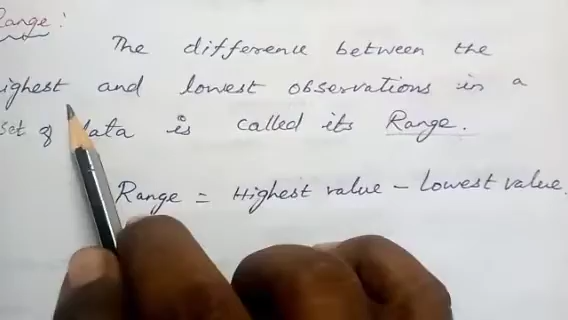 Range:
The difference between the
ighest and lowest observations in a
set of data is called its Range.
Range = Highest value - Lowest value.